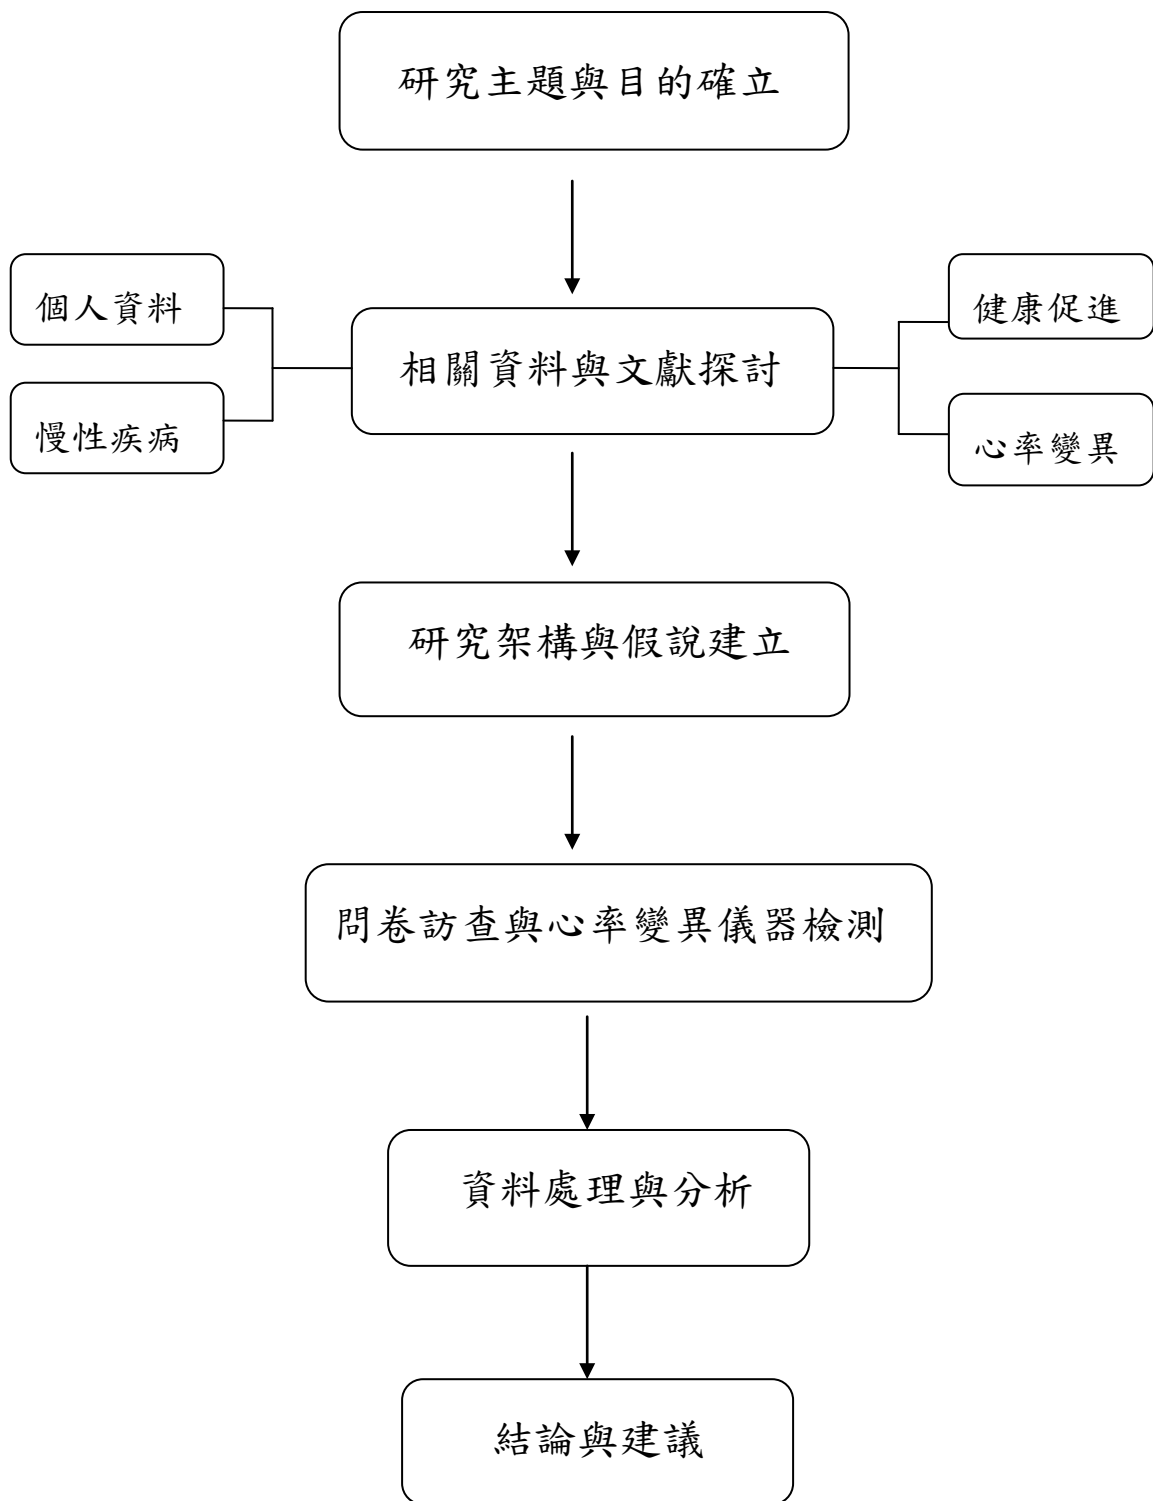 研究主題與目的確立
個人資料
健康促進
相關資料與文獻探討
慢性疾病
心率變異
研究架構與假說建立
問卷訪查與心率變異儀器檢測
資料處理與分析
結論與建議